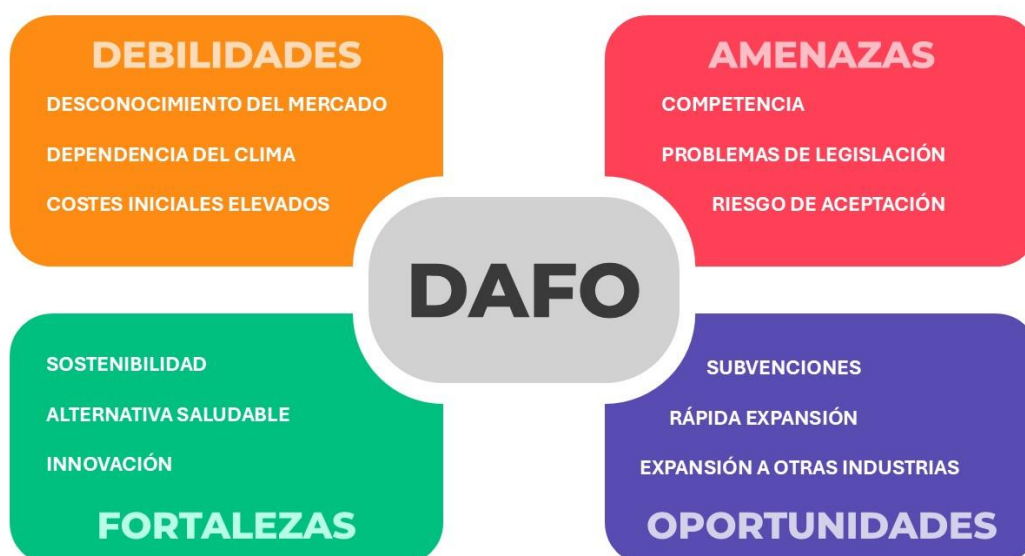 DEBILIDADES
DESCONOCIMIENTO DEL MERCADO
DEPENDENCIA DEL CLIMA
COSTES INICIALES ELEVADOS
AMENAZAS
COMPETENCIA
PROBLEMAS DE LEGISLACIÓN
RIESGO DE ACEPTACIÓN
DAFO
SOSTENIBILIDAD
ALTERNATIVA SALUDABLE
INNOVACIÓN
FORTALEZAS
SUBVENCIONES
RÁPIDA EXPANSIÓN
EXPANSIÓN A OTRAS INDUSTRIAS
OPORTUNIDADES